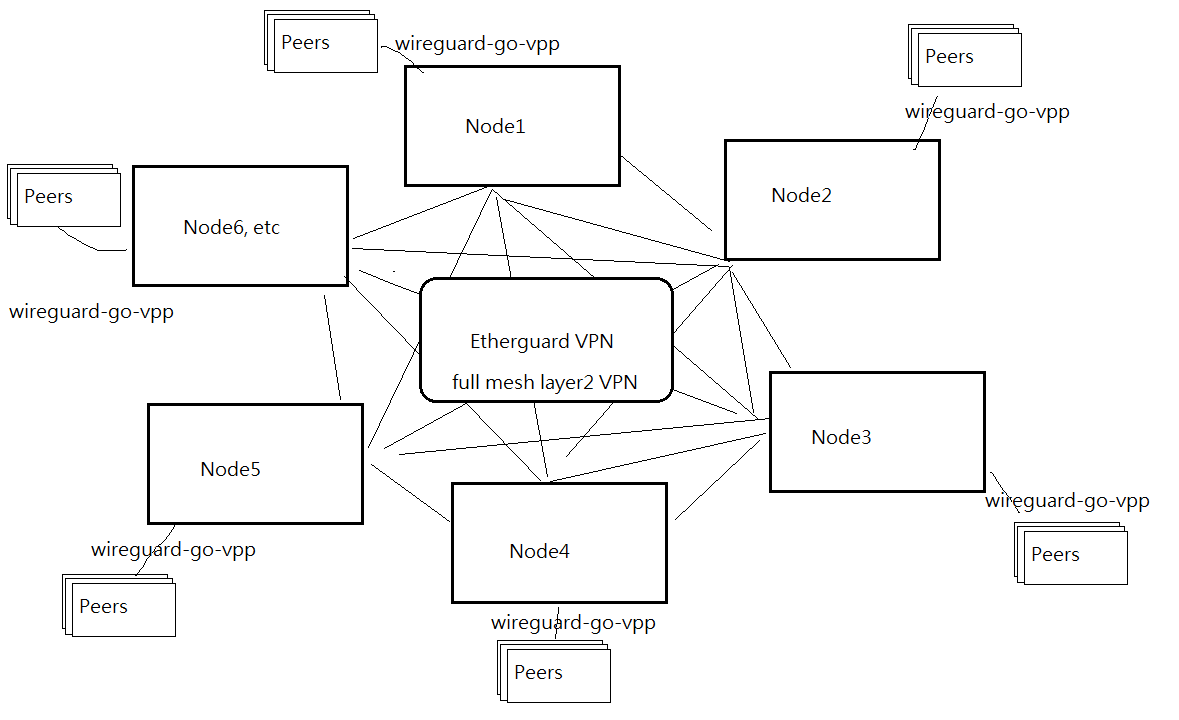 Peers
wireguard-go-vpp
Peers
wireguard-go-vpp
Node1
Node2
Peers
Node6, etc
wireguard-go-vpp
Etherguard VPN
full mesh layer2 VPN
Node3
Node5
wireguard-go-vpp
Peers
Node4
wireguard-go-vpp
Peers
wireguard-go-vpp
Peers